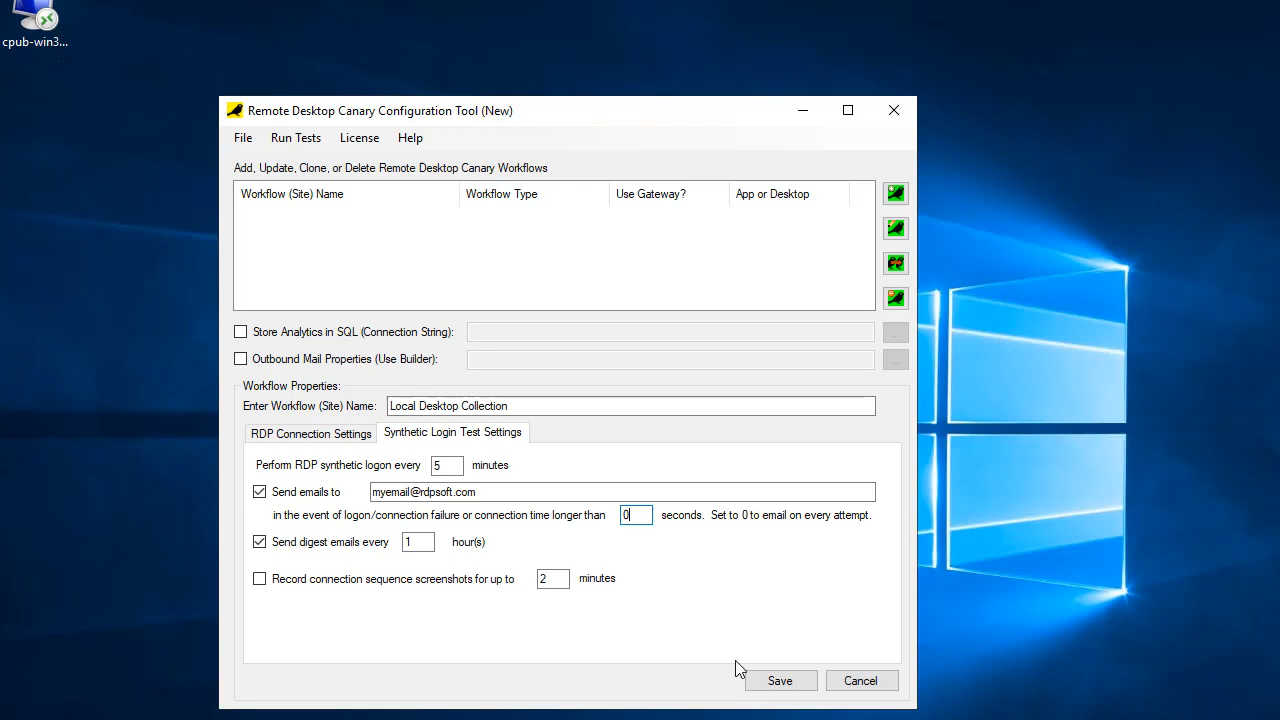 cpub-win3...
Remote Desktop Canary Configuration Tool (New)
File Run Tests License Help
Add, Update, Clone, or Delete Remote Desktop Canary Workflows
Workflow (Site) Name Workflow Type Use Gateway? App or Desktop
Store Analytics in SQL (Connection String): ...
Outbound Mail Properties (Use Builder): ...
Workflow Properties:
Enter Workflow (Site) Name: Local Desktop Collection
RDP Connection Settings Synthetic Login Test Settings
Perform RDP synthetic logon every 5 minutes
Send emails to myemail@rdpsoft.com
in the event of logon/connection failure or connection time longer than 0 seconds. Set to 0 to email on every attempt.
Send digest emails every 1 hour(s)
Record connection sequence screenshots for up to 2 minutes
Save Cancel